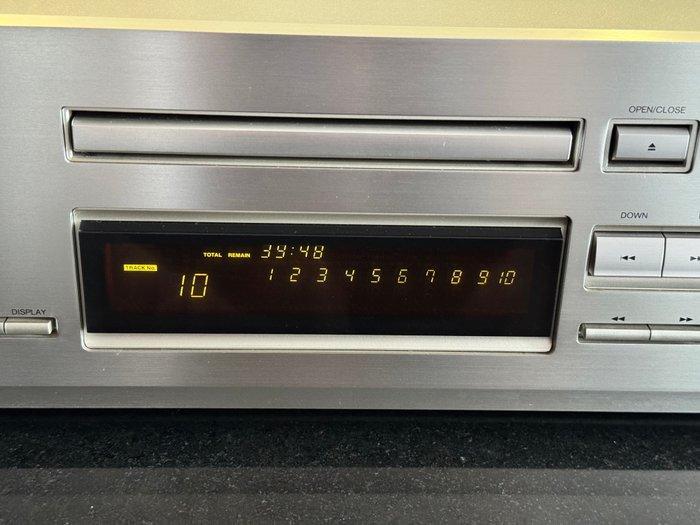 OPEN/CLOSE
DOWN
TOTAL REMAIN 39:48
TRACK No.
1 2 3 4 5 6 7 8 9 10
10
DISPLAY